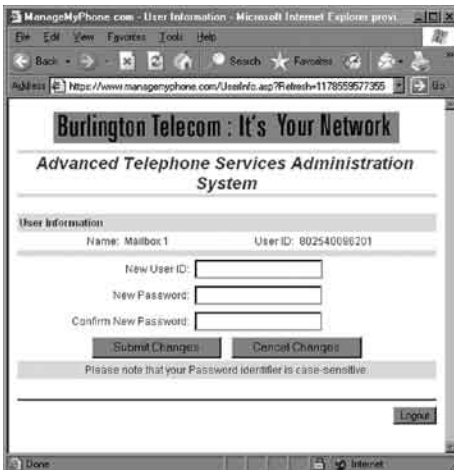 ManageMyPhone.com - User Information - Microsoft Internet Explorer provi...
File Edit View Favorites Tools Help
Back Search Favorites
Address https://www.managemyphone.com/UserInfo.asp?Refresh=1178559577355 Go
Burlington Telecom : It's Your Network
Advanced Telephone Services Administration
System
User Information
Name: Mailbox 1 User ID: 802540086201
New User ID:
New Password:
Confirm New Password:
Submit Changes Cancel Changes
Please note that your Password identifier is case-sensitive
Logout
Done Internet